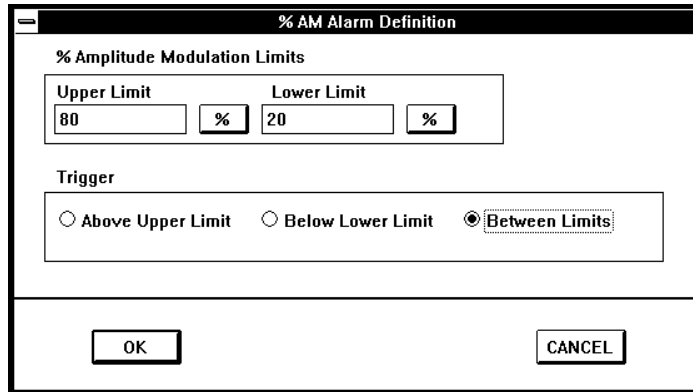 % AM Alarm Definition
% Amplitude Modulation Limits
Upper Limit Lower Limit
80 % 20 %
Trigger
Above Upper Limit Below Lower Limit Between Limits
OK CANCEL